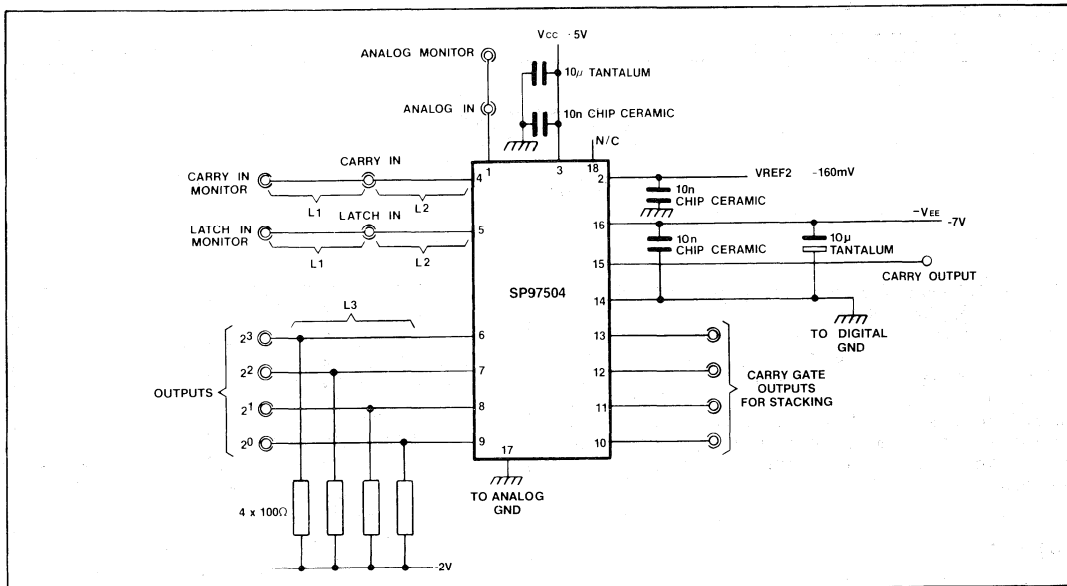 Vcc ·5V
ANALOG MONITOR
10μ TANTALUM
ANALOG IN
10n CHIP CERAMIC
N/C
1
3
18
CARRY IN
CARRY IN
MONITOR
4
L1
L2
LATCH IN
LATCH IN
MONITOR
5
L1
L2
2
VREF2 -160mV
10n
CHIP CERAMIC
16
-VEE
-7V
10n
CHIP CERAMIC
10μ
TANTALUM
15
CARRY OUTPUT
SP97504
14
TO DIGITAL
GND
L3
OUTPUTS
2³
6
2²
7
2¹
8
2⁰
9
13
12
11
10
CARRY GATE
OUTPUTS
FOR STACKING
17
TO ANALOG
GND
4 x 100Ω
-2V